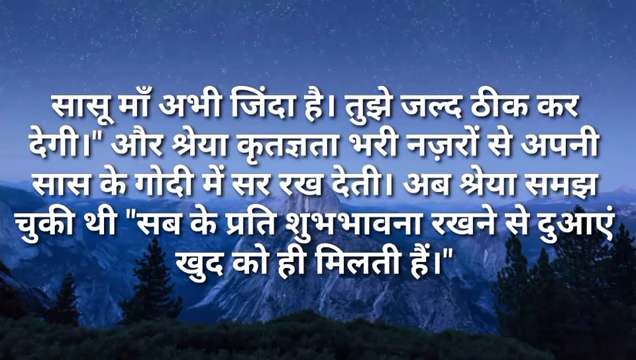 सासू माँ अभी जिंदा है। तुझे जल्द ठीक कर
देगी।" और श्रेया कृतज्ञता भरी नज़रों से अपनी
सास के गोदी में सर रख देती। अब श्रेया समझ
चुकी थी "सब के प्रति शुभभावना रखने से दुआएं
खुद को ही मिलती हैं।"